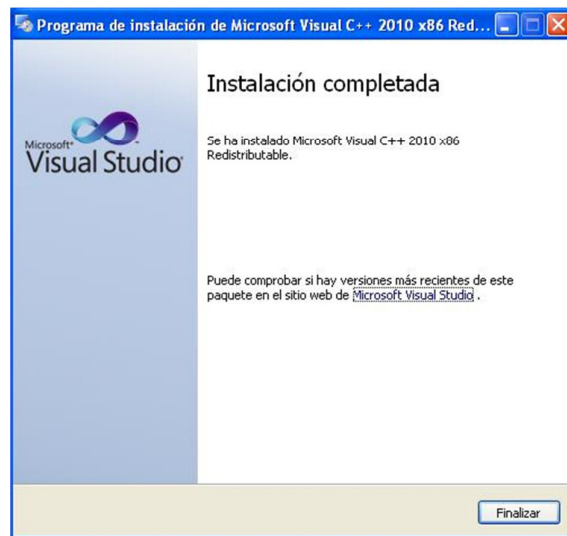 Programa de instalación de Microsoft Visual C++ 2010 x86 Red...
Instalación completada
Microsoft
Visual Studio
Se ha instalado Microsoft Visual C++ 2010 x86
Redistributable.
Puede comprobar si hay versiones más recientes de este
paquete en el sitio web de Microsoft Visual Studio .
Finalizar